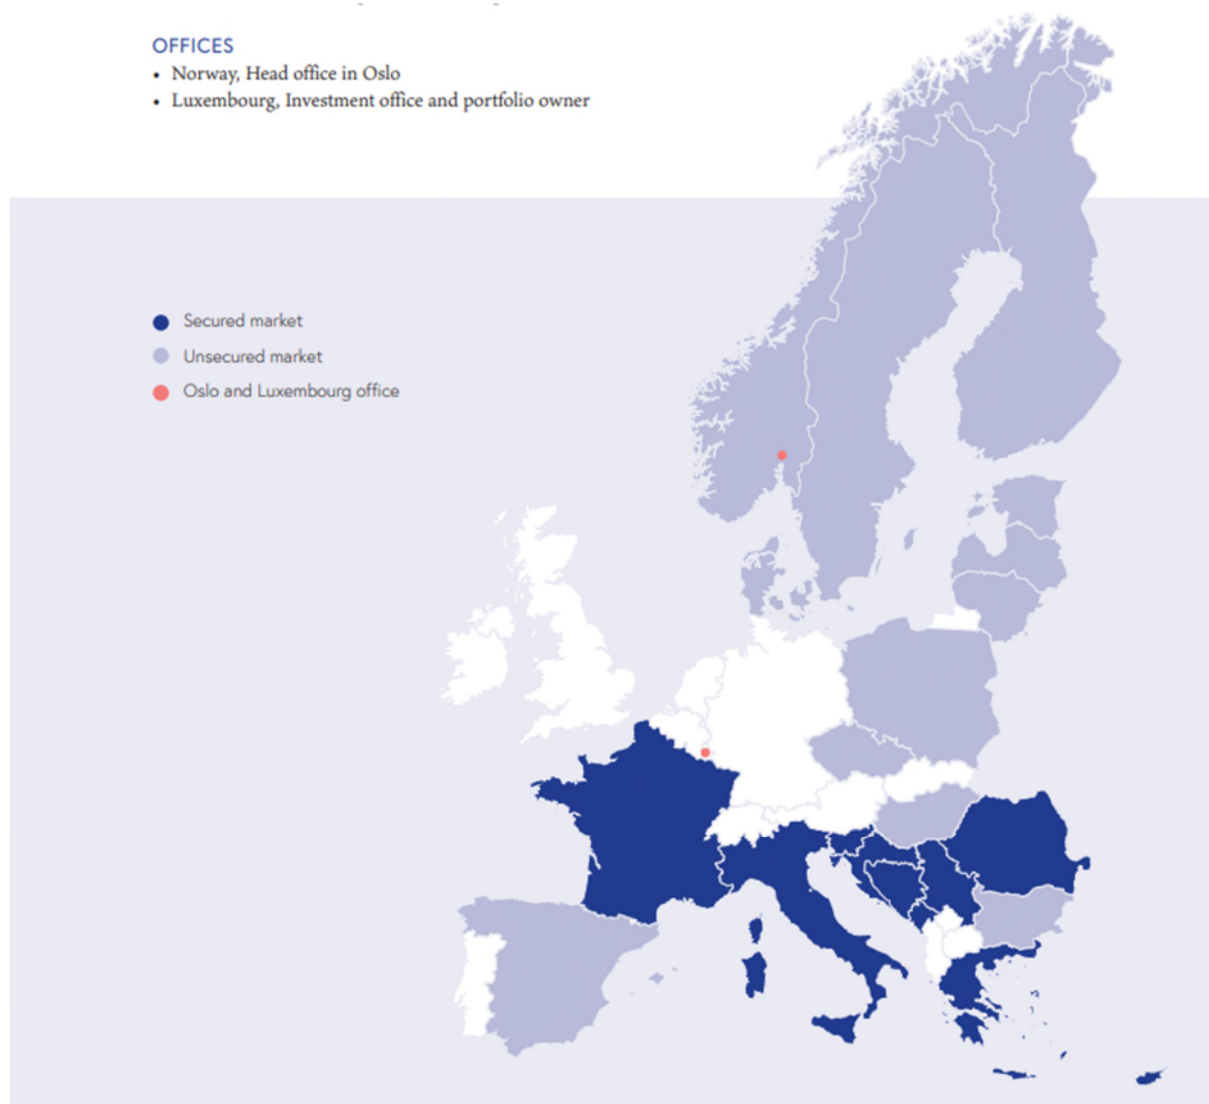 OFFICES
• Norway, Head office in Oslo
• Luxembourg, Investment office and portfolio owner
Secured market
Unsecured market
Oslo and Luxembourg office